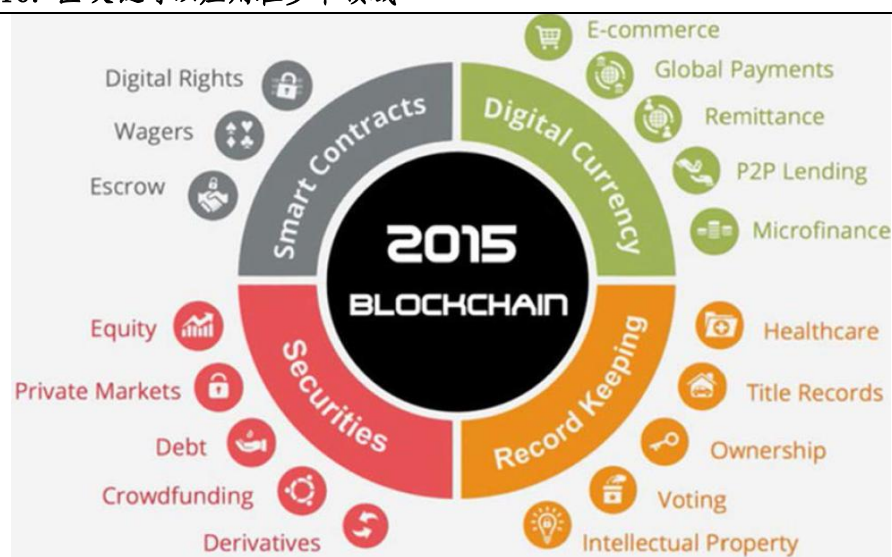 E-commerce
Global Payments
Remittance
P2P Lending
Microfinance
Digital Rights
Wagers
Escrow
Smart Contracts
Digital Currency
2015
BLOCKCHAIN
Securities
Record Keeping
Equity
Private Markets
Debt
Crowdfunding
Derivatives
Healthcare
Title Records
Ownership
Voting
Intellectual Property